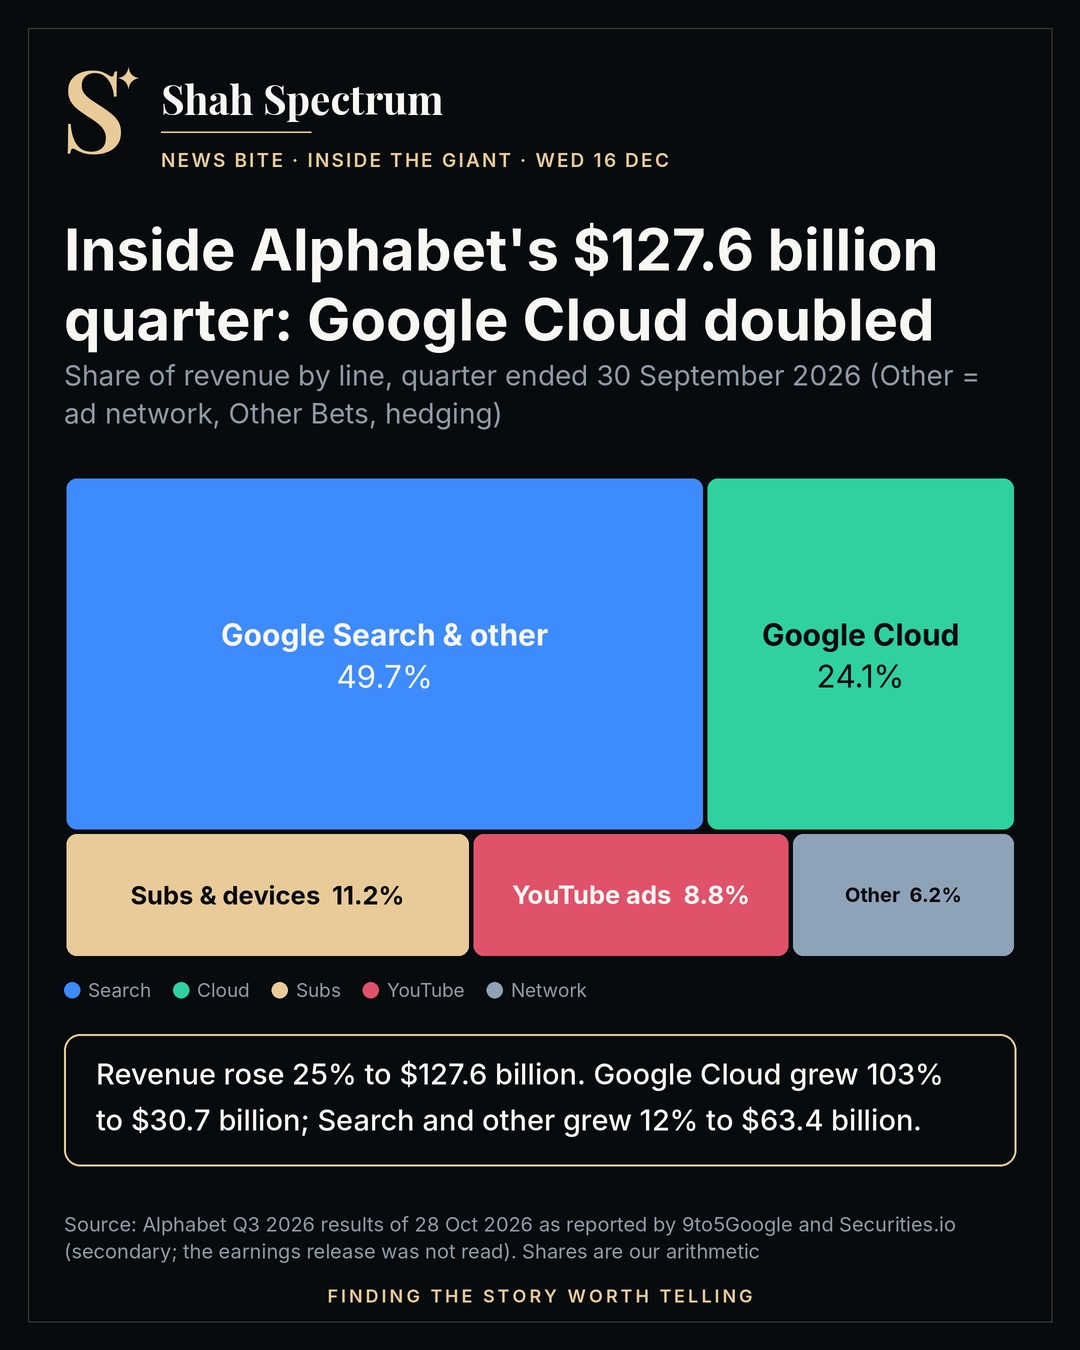 S
Shah Spectrum
NEWS BITE · INSIDE THE GIANT · WED 16 DEC
Inside Alphabet's $127.6 billion
quarter: Google Cloud doubled
Share of revenue by line, quarter ended 30 September 2026 (Other =
ad network, Other Bets, hedging)
Google Search & other
49.7%
Google Cloud
24.1%
Subs & devices 11.2%
YouTube ads 8.8%
Other 6.2%
Search Cloud Subs YouTube Network
Revenue rose 25% to $127.6 billion. Google Cloud grew 103%
to $30.7 billion; Search and other grew 12% to $63.4 billion.
Source: Alphabet Q3 2026 results of 28 Oct 2026 as reported by 9to5Google and Securities.io
(secondary; the earnings release was not read). Shares are our arithmetic
FINDING THE STORY WORTH TELLING